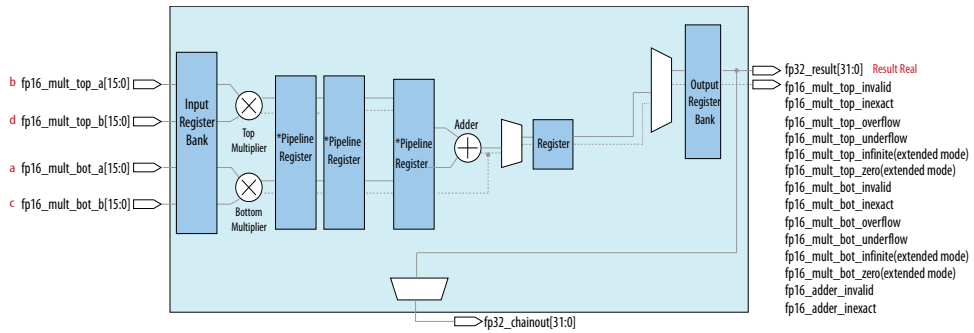 b fp16_mult_top_a[15:0]
d fp16_mult_top_b[15:0]
a fp16_mult_bot_a[15:0]
c fp16_mult_bot_b[15:0]
Input
Register
Bank
Top
Multiplier
Bottom
Multiplier
*Pipeline
Register
*Pipeline
Register
*Pipeline
Register
Adder
Register
Output
Register
Bank
fp32_result[31:0] Result Real
fp16_mult_top_invalid
fp16_mult_top_inexact
fp16_mult_top_overflow
fp16_mult_top_underflow
fp16_mult_top_infinite(extended mode)
fp16_mult_top_zero(extended mode)
fp16_mult_bot_invalid
fp16_mult_bot_inexact
fp16_mult_bot_overflow
fp16_mult_bot_underflow
fp16_mult_bot_infinite(extended mode)
fp16_mult_bot_zero(extended mode)
fp16_adder_invalid
fp16_adder_inexact
fp32_chainout[31:0]